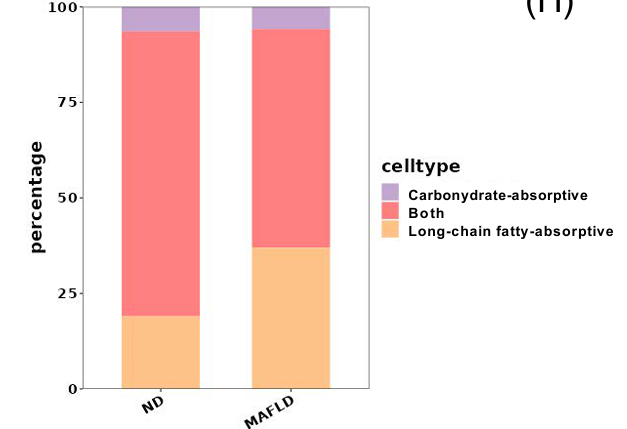 100
75
50
25
0
percentage
ND
MAFLD
celltype
Carbonydrate-absorptive
Both
Long-chain fatty-absorptive